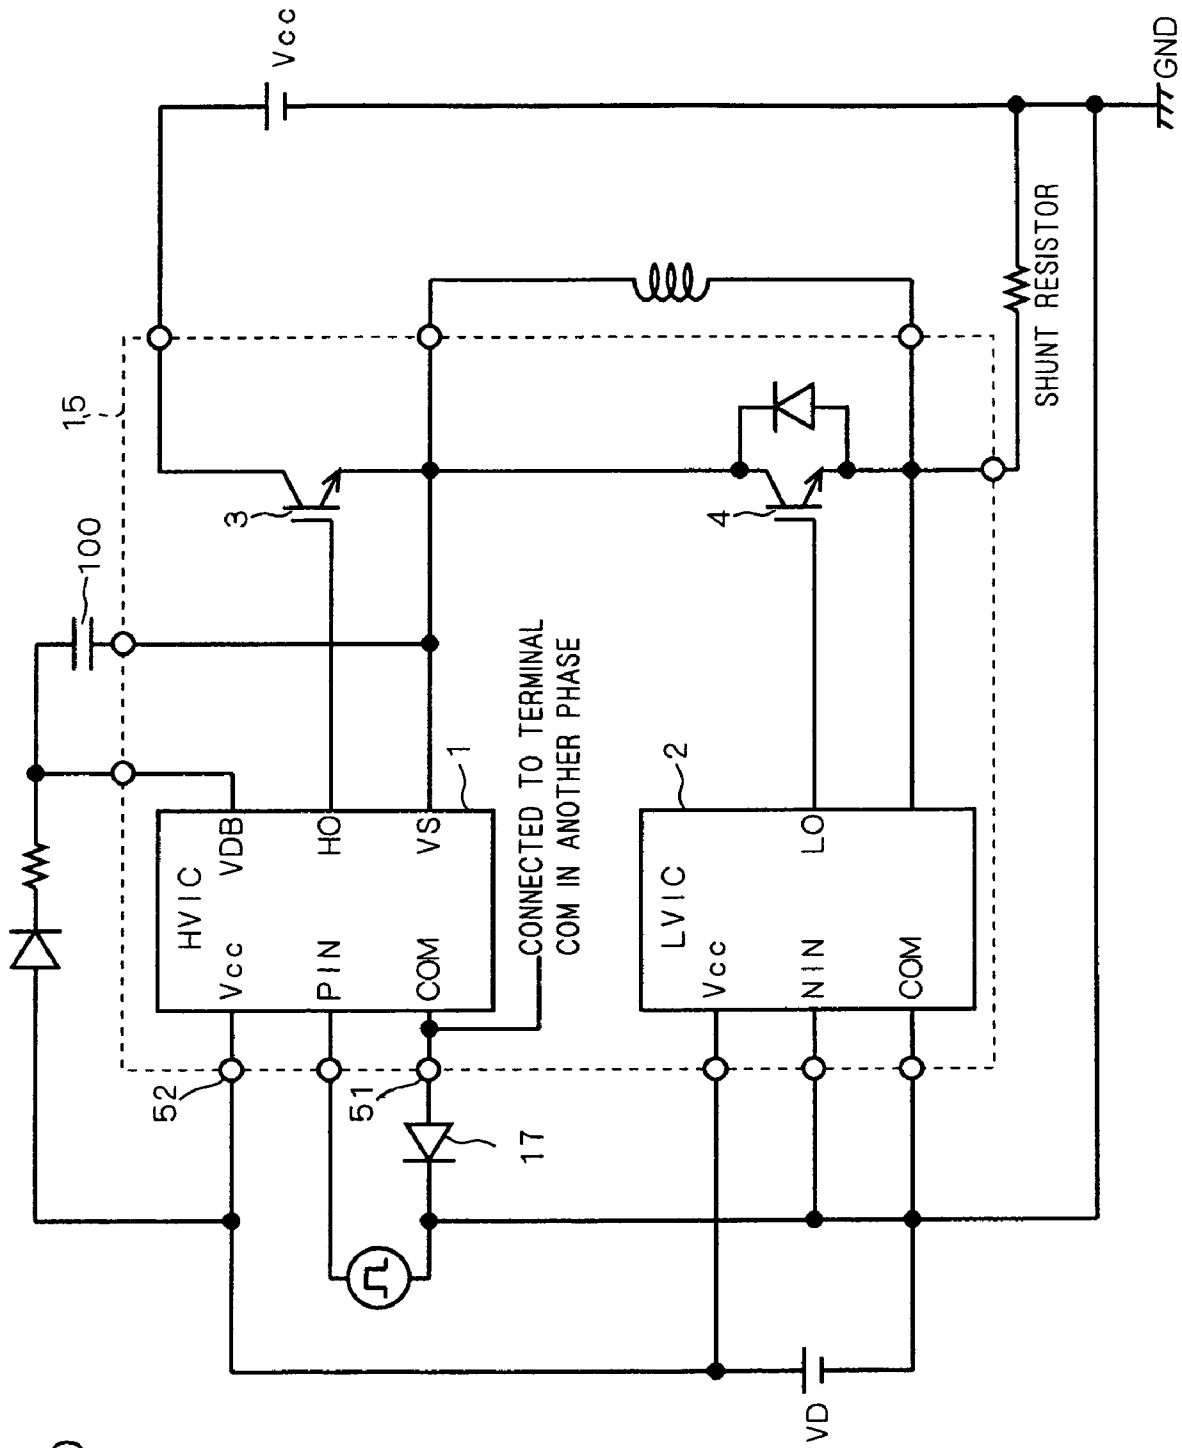 Vcc
GND
15
100
3
4
SHUNT RESISTOR
HVIC
VDB
HO
VS
Vcc
PIN
COM
1
CONNECTED TO TERMINAL
COM IN ANOTHER PHASE
2
LVIC
LO
Vcc
NIN
COM
52
51
17
VD